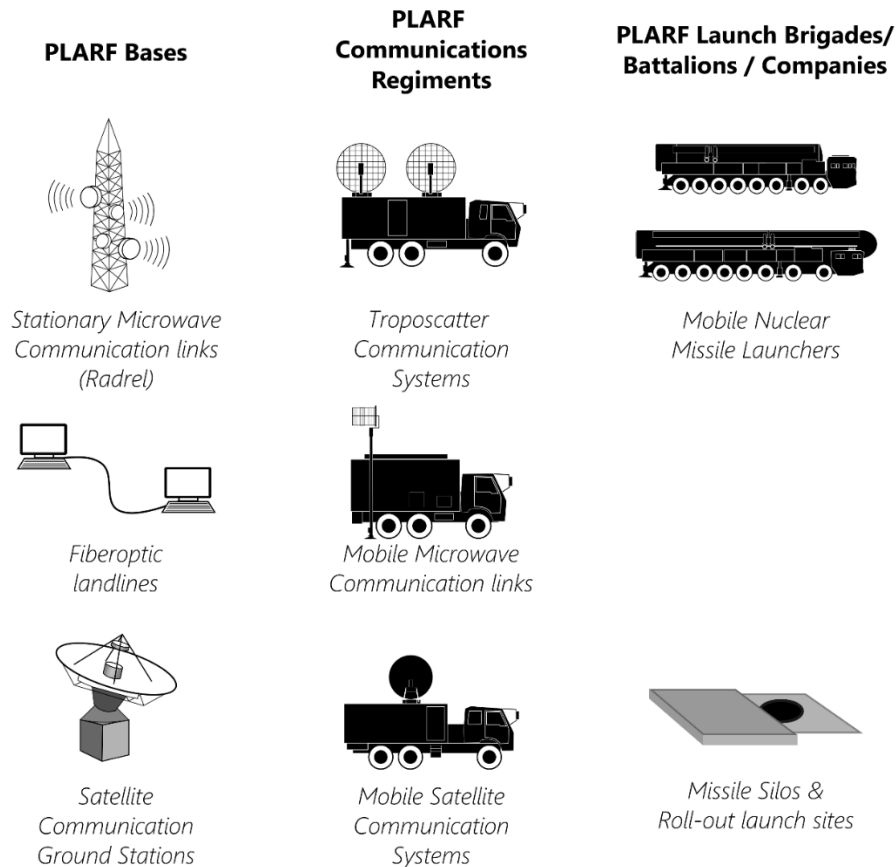 PLARF Bases
PLARF
Communications
Regiments
PLARF Launch Brigades/
Battalions / Companies
Stationary Microwave
Communication links
(Radrel)
Troposcatter
Communication
Systems
Mobile Nuclear
Missile Launchers
Fiberoptic
landlines
Mobile Microwave
Communication links
Satellite
Communication
Ground Stations
Mobile Satellite
Communication
Systems
Missile Silos &
Roll-out launch sites